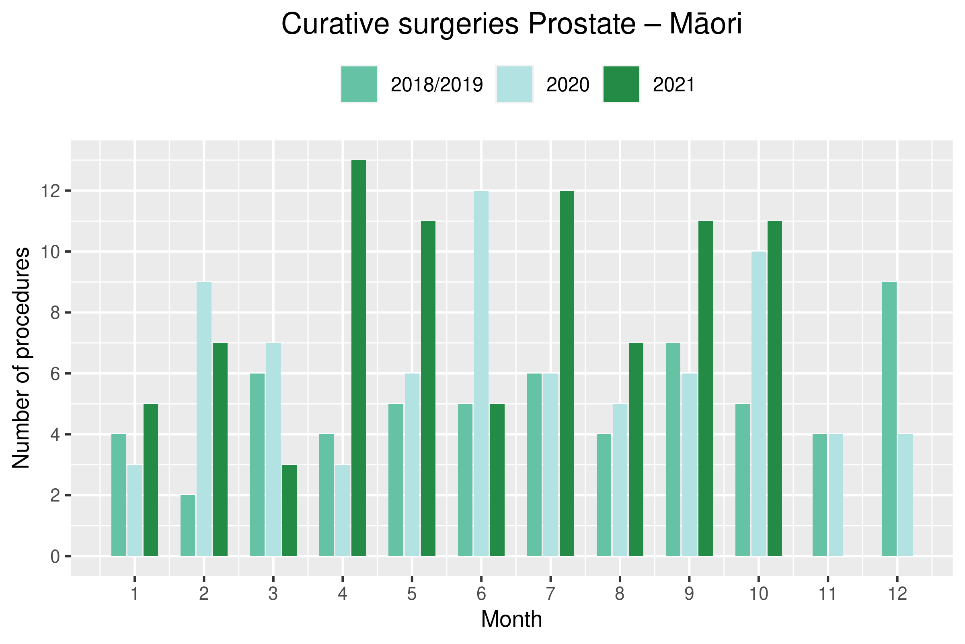 Curative surgeries Prostate – Māori
2018/2019 2020 2021
Number of procedures
12
10
8
6
4
2
0
1 2 3 4 5 6 7 8 9 10 11 12
Month